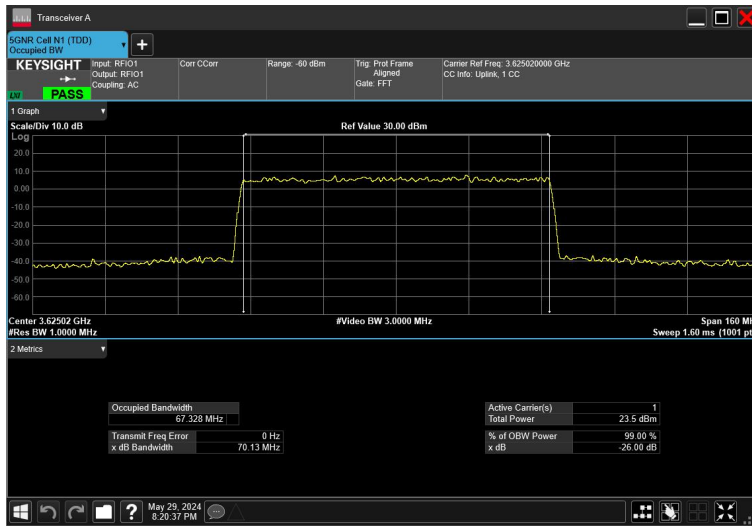 Transceiver A
5GNR Cell N1 (TDD)
Occupied BW
KEYSIGHT
LXI
PASS
Input: RFIO1
Output: RFIO1
Coupling: AC
Corr CCorr
Range: -60 dBm
Trig: Prot Frame
Aligned
Gate: FFT
Carrier Ref Freq: 3.625020000 GHz
CC Info: Uplink, 1 CC
1 Graph
Scale/Div 10.0 dB
Ref Value 30.00 dBm
Log
20.0
10.0
0.00
-10.0
-20.0
-30.0
-40.0
-50.0
-60.0
Center 3.62502 GHz
#Video BW 3.0000 MHz
Span 160 M
#Res BW 1.0000 MHz
Sweep 1.60 ms (1001 pt
2 Metrics
Occupied Bandwidth
67.328 MHz
Transmit Freq Error 0 Hz
x dB Bandwidth 70.13 MHz
Active Carrier(s) 1
Total Power 23.5 dBm
% of OBW Power 99.00 %
x dB -26.00 dB
?
May 29, 2024
8:20:37 PM